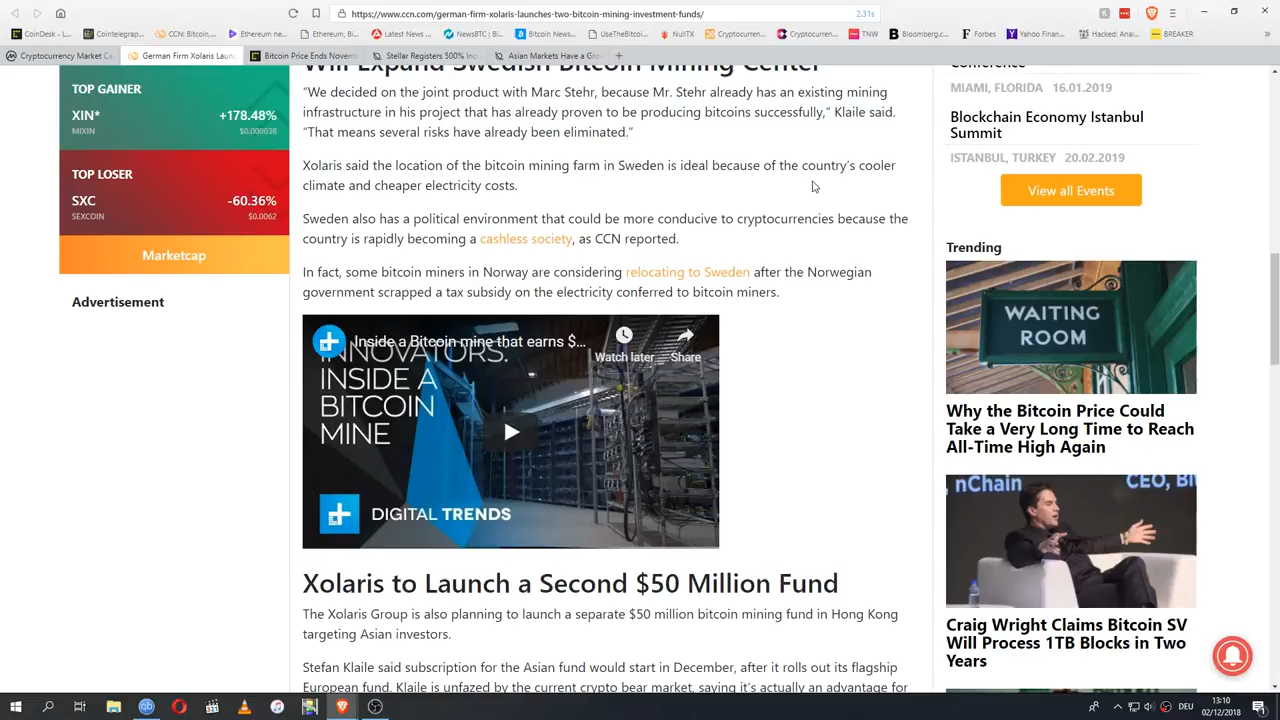 https://www.ccn.com/german-firm-xolaris-launches-two-bitcoin-mining-investment-funds/
2.31s
CoinDesk - L...
Cointelegrap...
CCN: Bitcoin,...
Ethereum ne...
Ethereum, Bi...
Latest News ...
NewsBTC | Bi...
Bitcoin News...
UseTheBitcoi...
NullTX
Cryptocurren...
Cryptocurren...
TNW
Bloomberg.c...
Forbes
Yahoo Finan...
Hacked: Anal...
BREAKER
»
Cryptocurrency Market Ca
German Firm Xolaris Laun
Bitcoin Price Ends Novem
Stellar Registers 500% Inc
Asian Markets Have a Gro
+
TOP GAINER
XIN*
+178.48%
MIXIN
$0.000038
TOP LOSER
SXC
-60.36%
SEXCOIN
$0.0062
Marketcap
Advertisement
Will Expand Swedish Bitcoin Mining Center
“We decided on the joint product with Marc Stehr, because Mr. Stehr already has an existing mining
infrastructure in his project that has already proven to be producing bitcoins successfully,” Klaile said.
“That means several risks have already been eliminated.“
Xolaris said the location of the bitcoin mining farm in Sweden is ideal because of the country’s cooler
climate and cheaper electricity costs.
Sweden also has a political environment that could be more conducive to cryptocurrencies because the
country is rapidly becoming a cashless society, as CCN reported.
In fact, some bitcoin miners in Norway are considering relocating to Sweden after the Norwegian
government scrapped a tax subsidy on the electricity conferred to bitcoin miners.
Inside a Bitcoin mine that earns $...
Watch later
Share
INNOVATORS:
INSIDE A
BITCOIN
MINE
DIGITAL TRENDS
Xolaris to Launch a Second $50 Million Fund
The Xolaris Group is also planning to launch a separate $50 million bitcoin mining fund in Hong Kong
targeting Asian investors.
Stefan Klaile said subscription for the Asian fund would start in December, after it rolls out its flagship
European fund. Klaile is unfazed by the current crypto bear market, saying it’s actually an advantage for
Conference
MIAMI, FLORIDA 16.01.2019
Blockchain Economy Istanbul
Summit
ISTANBUL, TURKEY 20.02.2019
View all Events
Trending
WAITING
ROOM
Why the Bitcoin Price Could
Take a Very Long Time to Reach
All-Time High Again
nChain
CEO, Bi
Craig Wright Claims Bitcoin SV
Will Process 1TB Blocks in Two
Years
DEU
13:10
02/12/2018